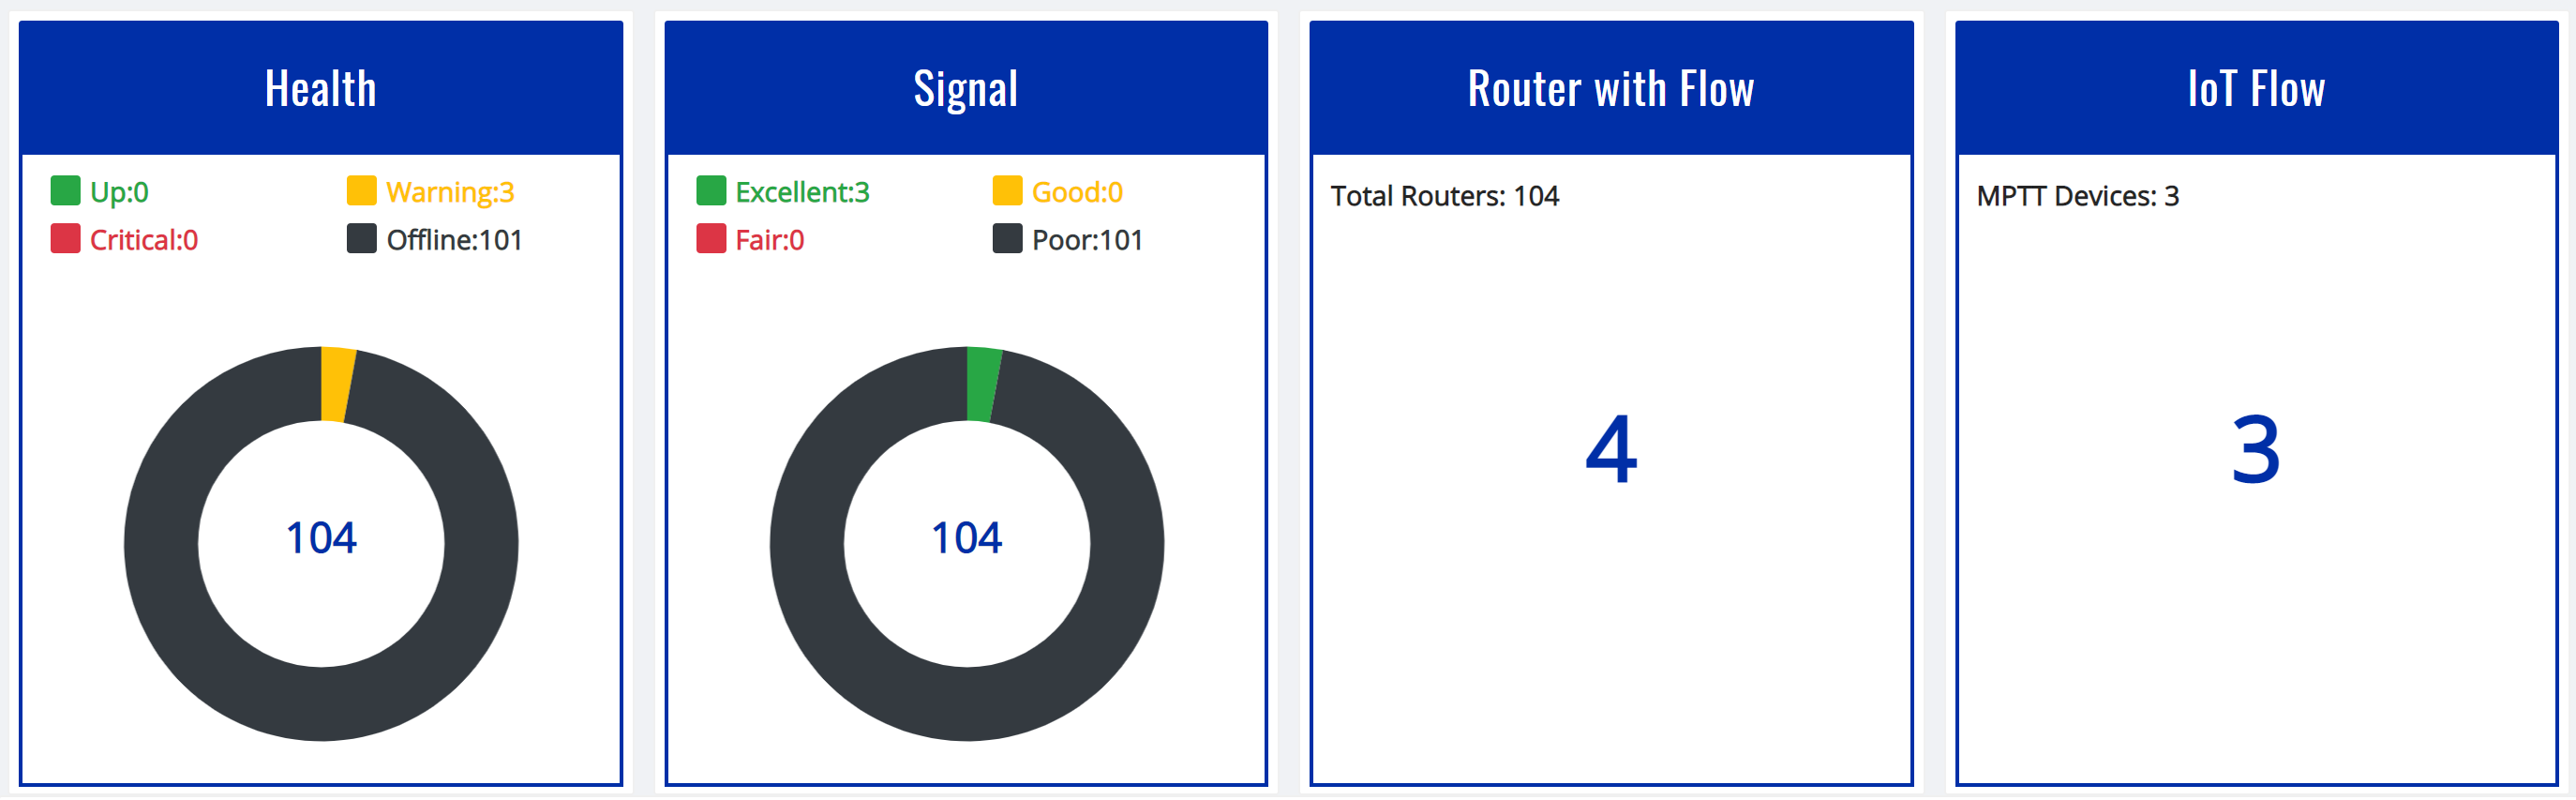 Health
Up:0
Warning:3
Critical:0
Offline:101
104
Signal
Excellent:3
Good:0
Fair:0
Poor:101
104
Router with Flow
Total Routers: 104
4
IoT Flow
MPTT Devices: 3
3